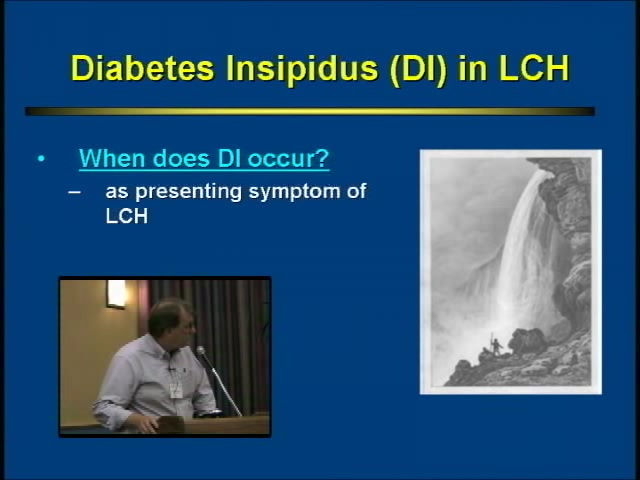 Diabetes Insipidus (DI) in LCH
• When does DI occur?
– as presenting symptom of
LCH